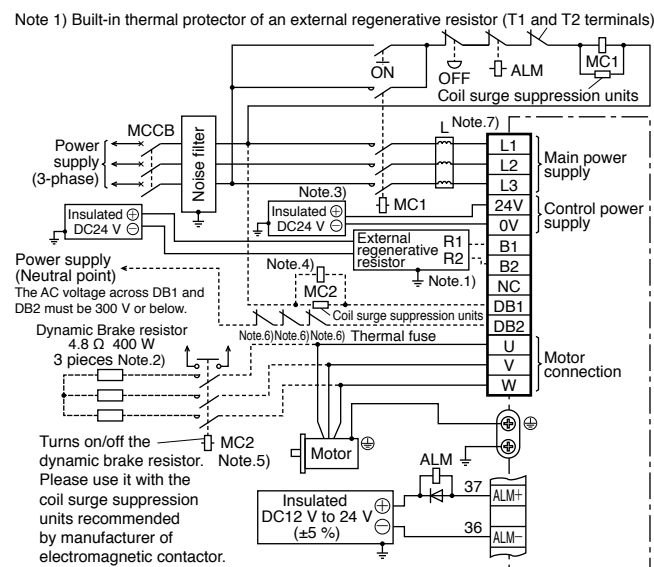 Note 1) Built-in thermal protector of an external regenerative resistor (T1 and T2 terminals)
ON
OFF
ALM
MC1
Coil surge suppression units
MCCB
Noise filter
L
Note.7)
Power
supply
(3-phase)
L1
L2
L3
24V
0V
B1
B2
NC
DB1
DB2
U
V
W
Main power
supply
Control power
supply
Motor
connection
MC1
Note.3)
Insulated ⊕
DC24 V ⊖
Insulated ⊕
DC24 V ⊖
External
regenerative
resistor
R1
R2
Note.1)
Power supply
(Neutral point)
The AC voltage across DB1 and
DB2 must be 300 V or below.
Note.4)
MC2
Coil surge suppression units
Note.6) Note.6) Note.6) Thermal fuse
Dynamic Brake resistor
4.8 Ω 400 W
3 pieces Note.2)
MC2
Note.5)
Turns on/off the
dynamic brake resistor.
Please use it with the
coil surge suppression
units recommended
by manufacturer of
electromagnetic contactor.
Motor
ALM
Insulated
DC12 V to 24 V
(±5 %)
37
ALM+
36
ALM−